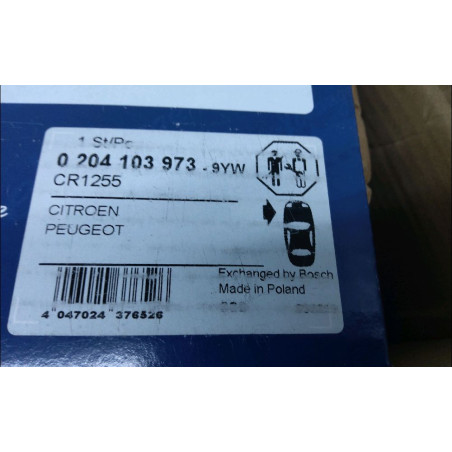 1 St/Pc
0 204 103 973 - 9YW
CR1255
CITROEN
PEUGEOT
Exchanged by Bosch
Made in Poland
4 047024 376526